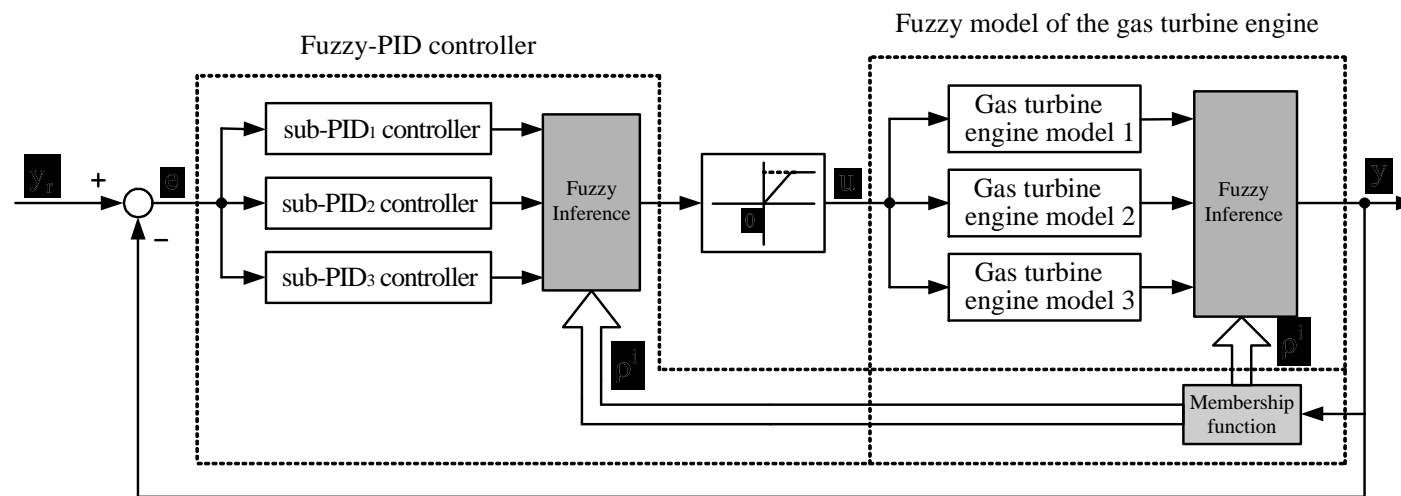 Fuzzy model of the gas turbine engine
Fuzzy-PID controller
sub-PID₁ controller
sub-PID₂ controller
sub-PID₃ controller
Fuzzy
Inference
Gas turbine
engine model 1
Gas turbine
engine model 2
Gas turbine
engine model 3
Fuzzy
Inference
yᵣ
+
e
−
0
u
y
ρⁱ
ρⁱ
Membership
function